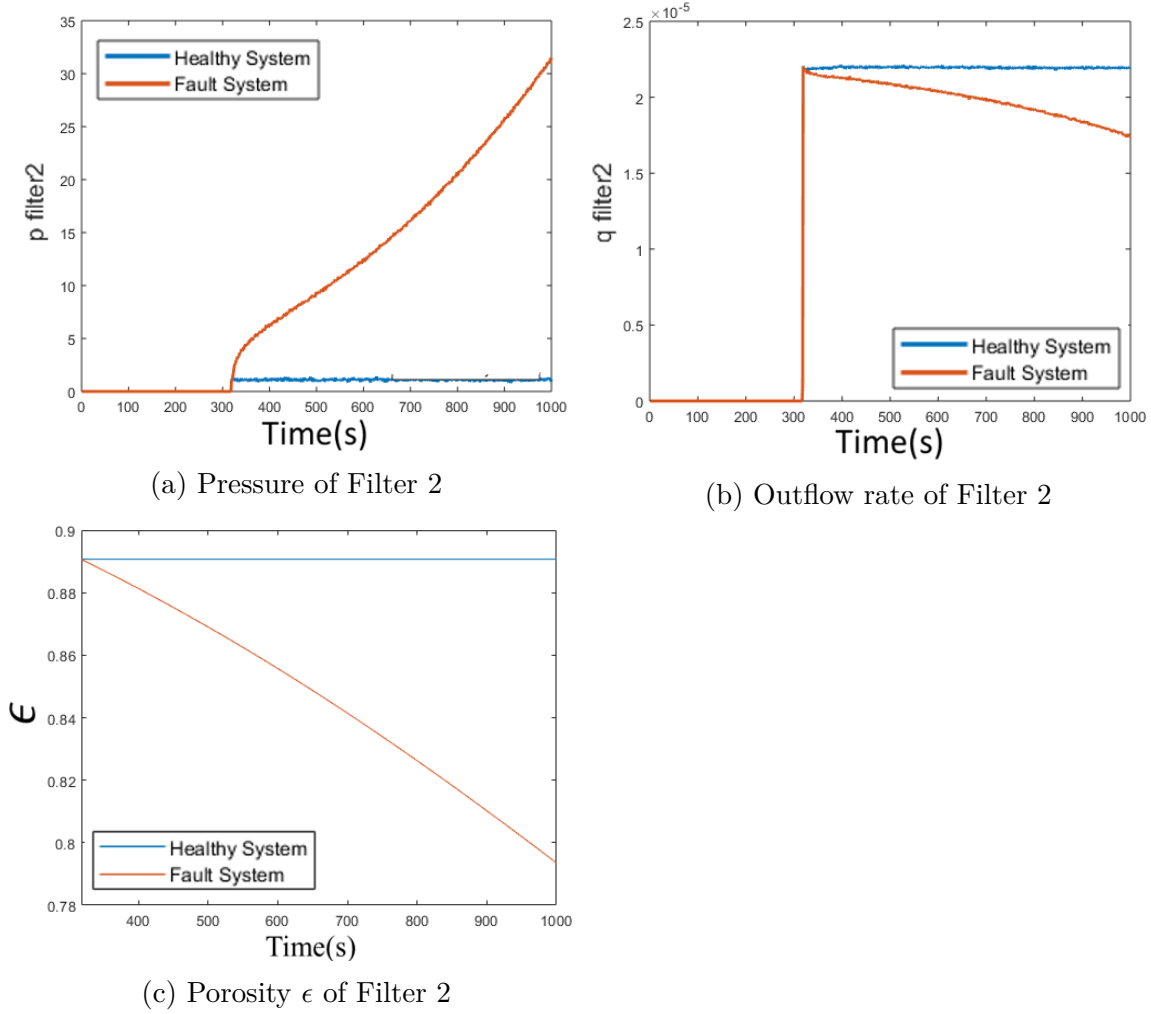 35
30
25
20
15
10
5
0
p filter2
Healthy System
Fault System
0 100 200 300 400 500 600 700 800 900 1000
Time(s)
(a) Pressure of Filter 2
×10⁻⁵
2.5
2
1.5
1
0.5
0
q filter2
Healthy System
Fault System
0 100 200 300 400 500 600 700 800 900 1000
Time(s)
(b) Outflow rate of Filter 2
0.9
0.88
0.86
0.84
0.82
0.8
0.78
ϵ
Healthy System
Fault System
400 500 600 700 800 900 1000
Time(s)
(c) Porosity ϵ of Filter 2